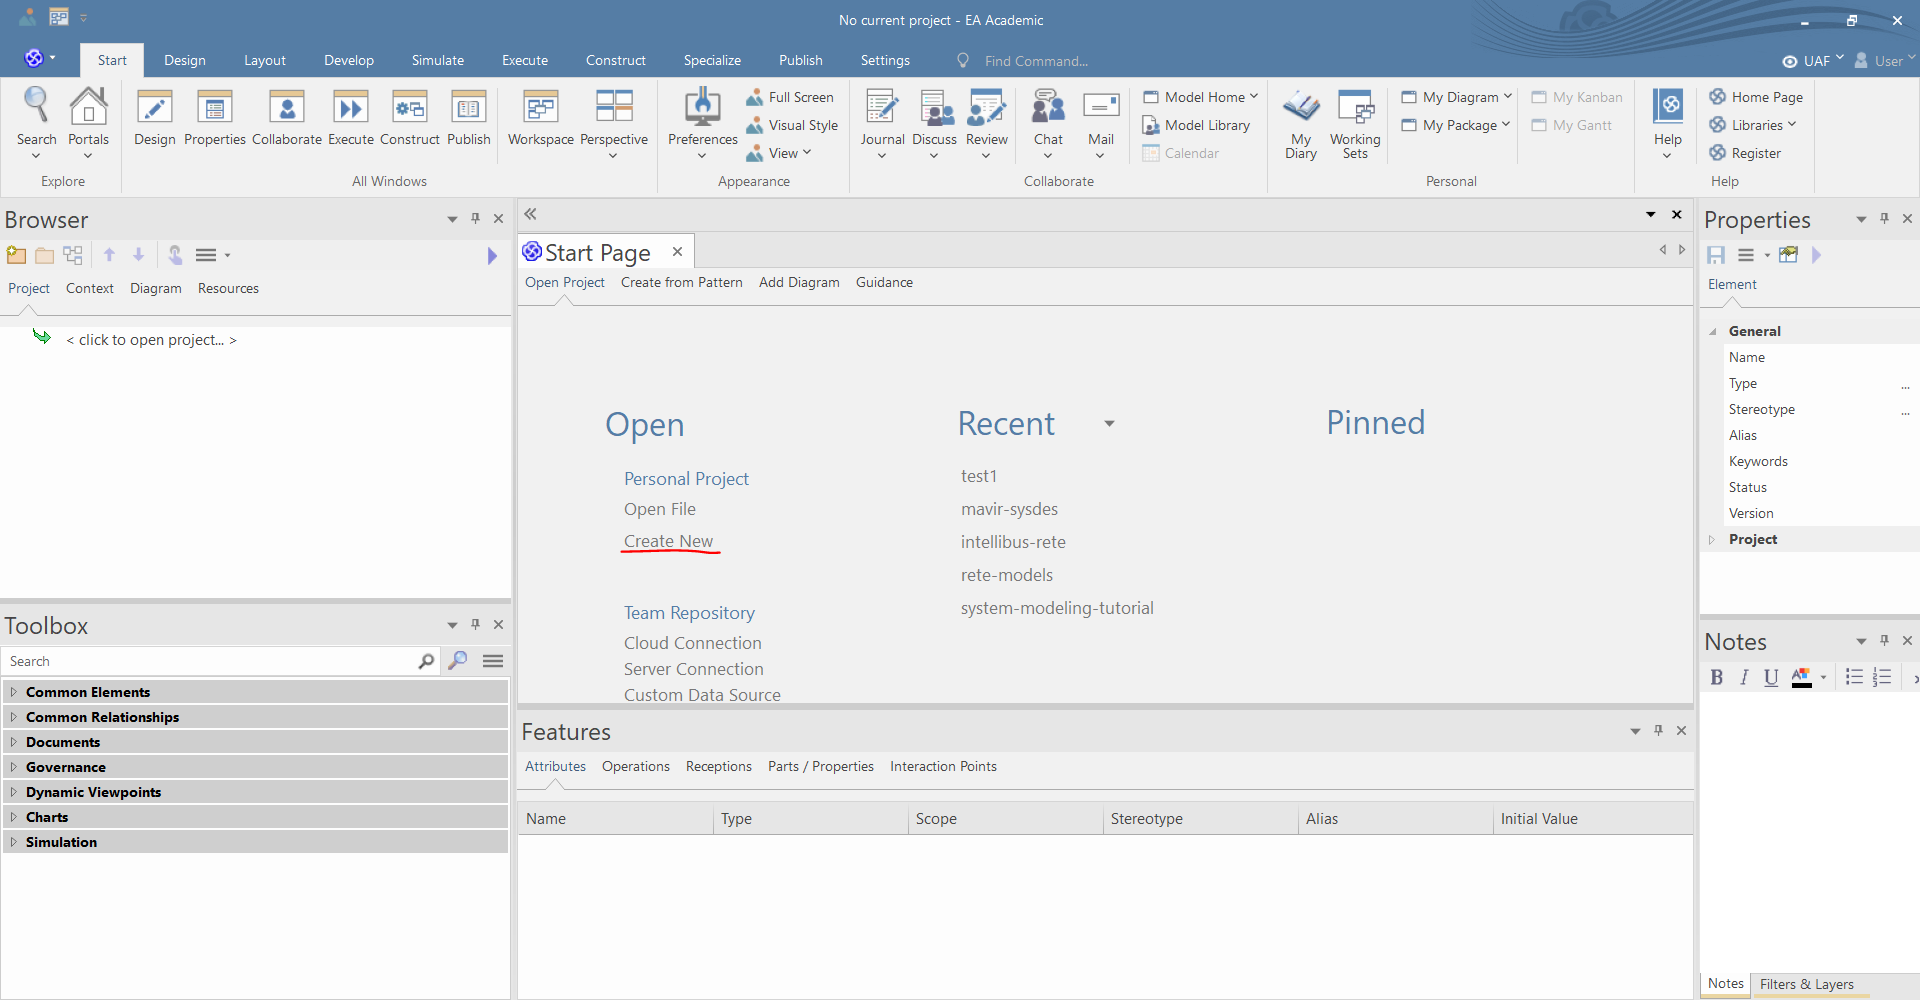 No current project - EA Academic
Start Design Layout Develop Simulate Execute Construct Specialize Publish Settings Find Command... UAF User
Search Portals
Explore
Design Properties Collaborate Execute Construct Publish Workspace Perspective
All Windows
Preferences
Full Screen
Visual Style
View
Appearance
Journal Discuss Review Chat Mail
Model Home
Model Library
Calendar
Collaborate
My Diary
Working Sets
My Diagram
My Package
My Kanban
My Gantt
Personal
Help
Home Page
Libraries
Register
Help
Browser
Project Context Diagram Resources
< click to open project... >
Toolbox
Search
Common Elements
Common Relationships
Documents
Governance
Dynamic Viewpoints
Charts
Simulation
Start Page
Open Project Create from Pattern Add Diagram Guidance
Open
Personal Project
Open File
Create New
Team Repository
Cloud Connection
Server Connection
Custom Data Source
Recent
test1
mavir-sysdes
intellibus-rete
rete-models
system-modeling-tutorial
Pinned
Features
Attributes Operations Receptions Parts / Properties Interaction Points
Name Type Scope Stereotype Alias Initial Value
Properties
Element
General
Name
Type ...
Stereotype ...
Alias
Keywords
Status
Version
Project
Notes
B I U A
Notes Filters & Layers